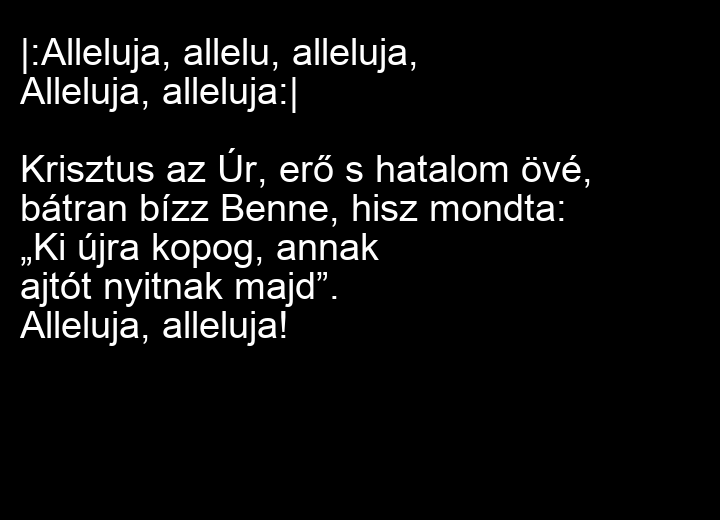 |:Alleluja, allelu, alleluja,
Alleluja, alleluja:|
Krisztus az Úr, erő s hatalom övé,
bátran bízz Benne, hisz mondta:
„Ki újra kopog, annak
ajtót nyitnak majd”.
Alleluja, alleluja!